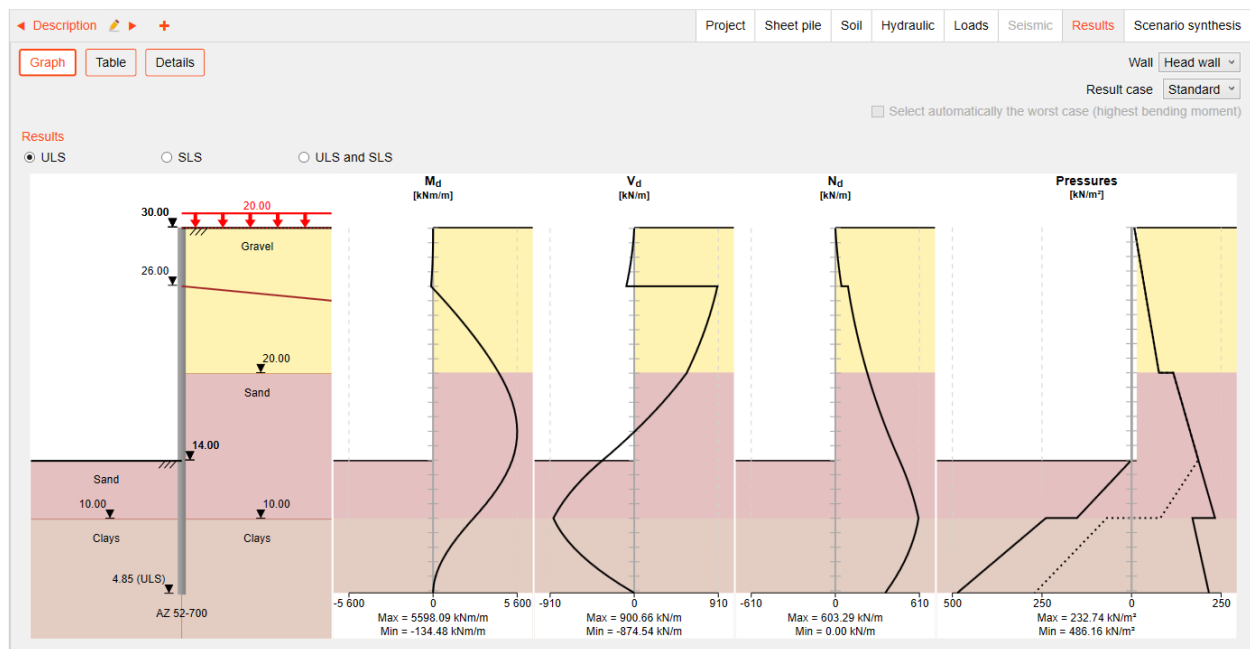 Description
Project Sheet pile Soil Hydraulic Loads Seismic Results Scenario synthesis
Graph Table Details
Wall Head wall
Result case Standard
Select automatically the worst case (highest bending moment)
Results
ULS SLS ULS and SLS
Md Vd Nd Pressures
[kNm/m] [kN/m] [kN/m] [kN/m²]
20.00
30.00
Gravel
26.00
20.00
Sand
14.00
Sand
10.00 10.00
Clays Clays
4.85 (ULS)
-5 600 0 5 600 -910 0 910 -610 0 610 500 250 0 250
AZ 52-700
Max = 5598.09 kNm/m Max = 900.66 kN/m Max = 603.29 kN/m Max = 232.74 kN/m²
Min = -134.48 kNm/m Min = -874.54 kN/m Min = 0.00 kN/m Min = 486.16 kN/m²